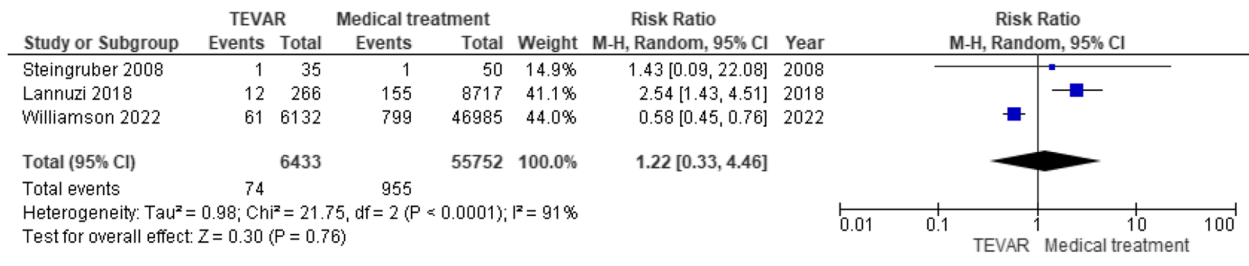 TEVAR Medical treatment Risk Ratio Risk Ratio
Study or Subgroup Events Total Events Total Weight M-H, Random, 95% CI Year M-H, Random, 95% CI
Steingruber 2008 1 35 1 50 14.9% 1.43 [0.09, 22.08] 2008
Lannuzi 2018 12 266 155 8717 41.1% 2.54 [1.43, 4.51] 2018
Williamson 2022 61 6132 799 46985 44.0% 0.58 [0.45, 0.76] 2022
Total (95% CI) 6433 55752 100.0% 1.22 [0.33, 4.46]
Total events 74 955
Heterogeneity: Tau² = 0.98; Chi² = 21.75, df = 2 (P < 0.0001); I² = 91%
Test for overall effect: Z = 0.30 (P = 0.76)
0.01 0.1 1 10 100
TEVAR Medical treatment